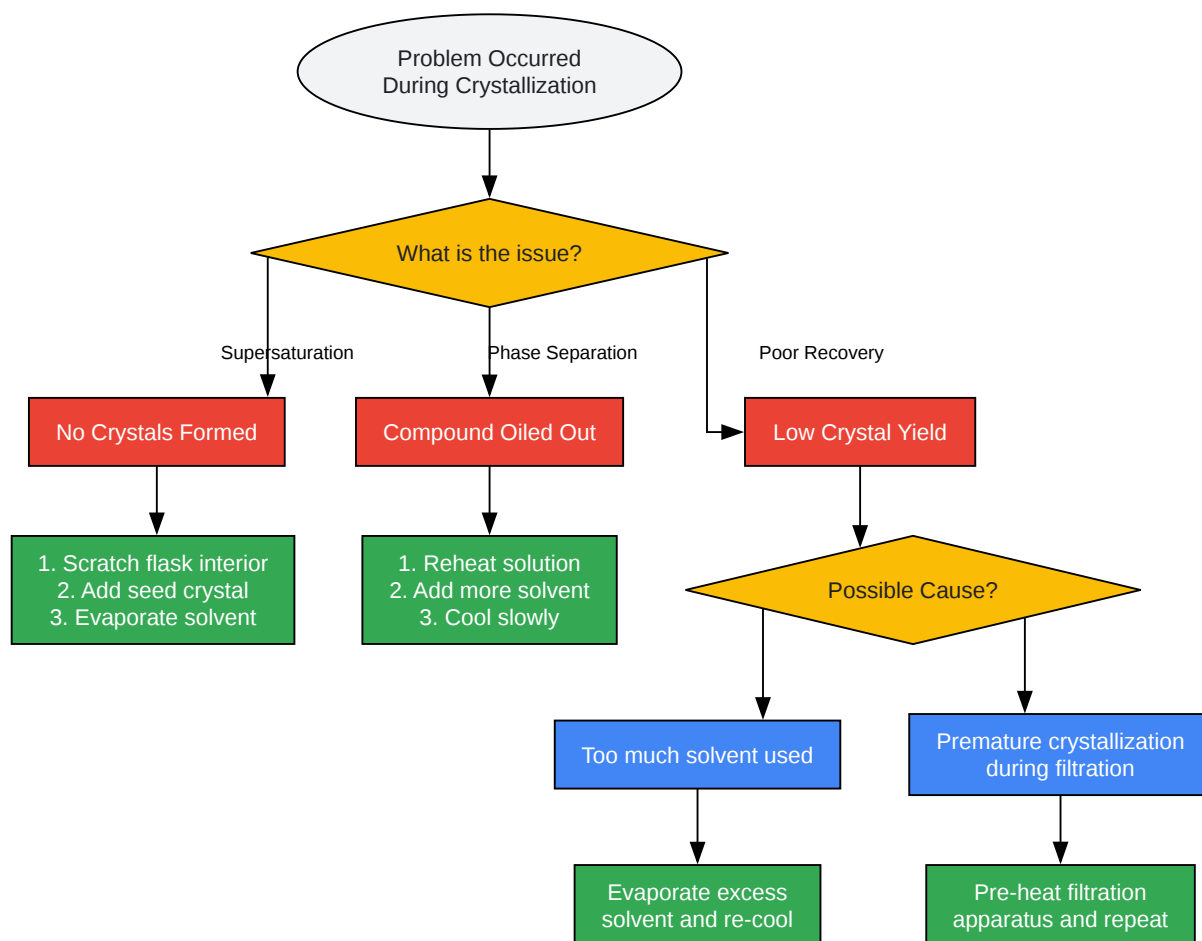 Problem Occurred
During Crystallization
What is the issue?
Supersaturation
Phase Separation
Poor Recovery
No Crystals Formed
Compound Oiled Out
Low Crystal Yield
1. Scratch flask interior
2. Add seed crystal
3. Evaporate solvent
1. Reheat solution
2. Add more solvent
3. Cool slowly
Possible Cause?
Too much solvent used
Premature crystallization
during filtration
Evaporate excess
solvent and re-cool
Pre-heat filtration
apparatus and repeat